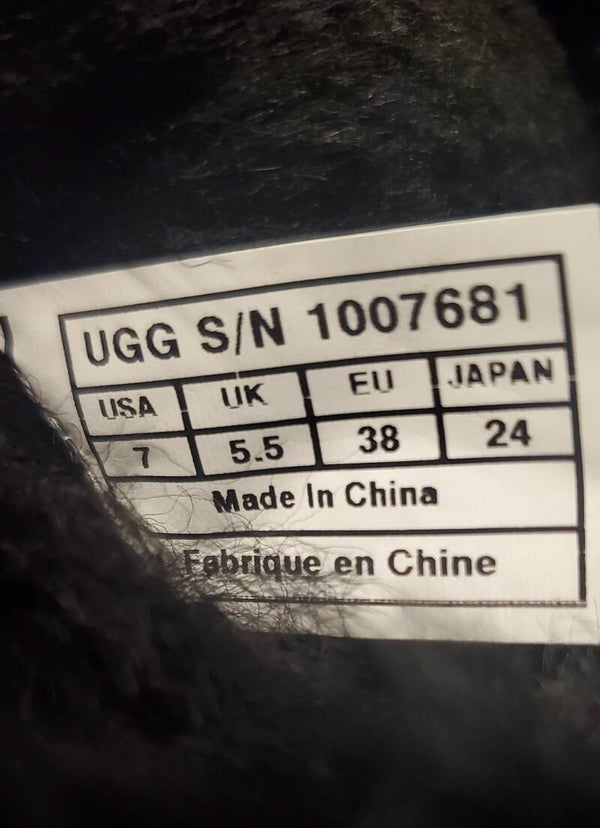 UGG S/N 1007681
USA UK EU JAPAN
7 5.5 38 24
Made In China
Fabrique en Chine